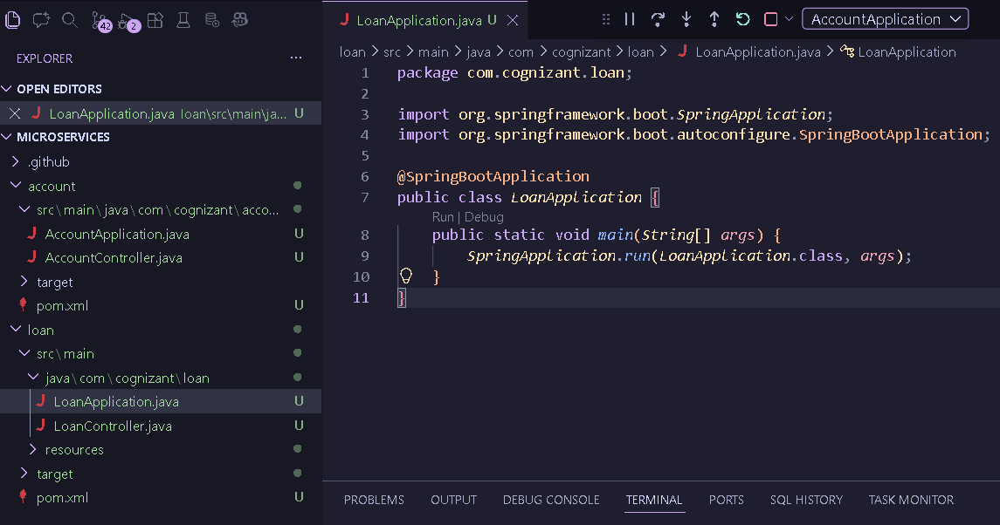 42
2
LoanApplication.java U
AccountApplication
EXPLORER
OPEN EDITORS
LoanApplication.java loan\src\main\ja... U
MICROSERVICES
.github
account
src\main\java\com\cognizant\acco...
AccountApplication.java U
AccountController.java U
target
pom.xml U
loan
src\main
java\com\cognizant\loan
LoanApplication.java U
LoanController.java U
resources
target
pom.xml U
loan > src > main > java > com > cognizant > loan > LoanApplication.java > LoanApplication
1 package com.cognizant.loan;
2
3 import org.springframework.boot.SpringApplication;
4 import org.springframework.boot.autoconfigure.SpringBootApplication;
5
6 @SpringBootApplication
7 public class LoanApplication {
Run | Debug
8 public static void main(String[] args) {
9 SpringApplication.run(LoanApplication.class, args);
10 }
11 }
PROBLEMS OUTPUT DEBUG CONSOLE TERMINAL PORTS SQL HISTORY TASK MONITOR